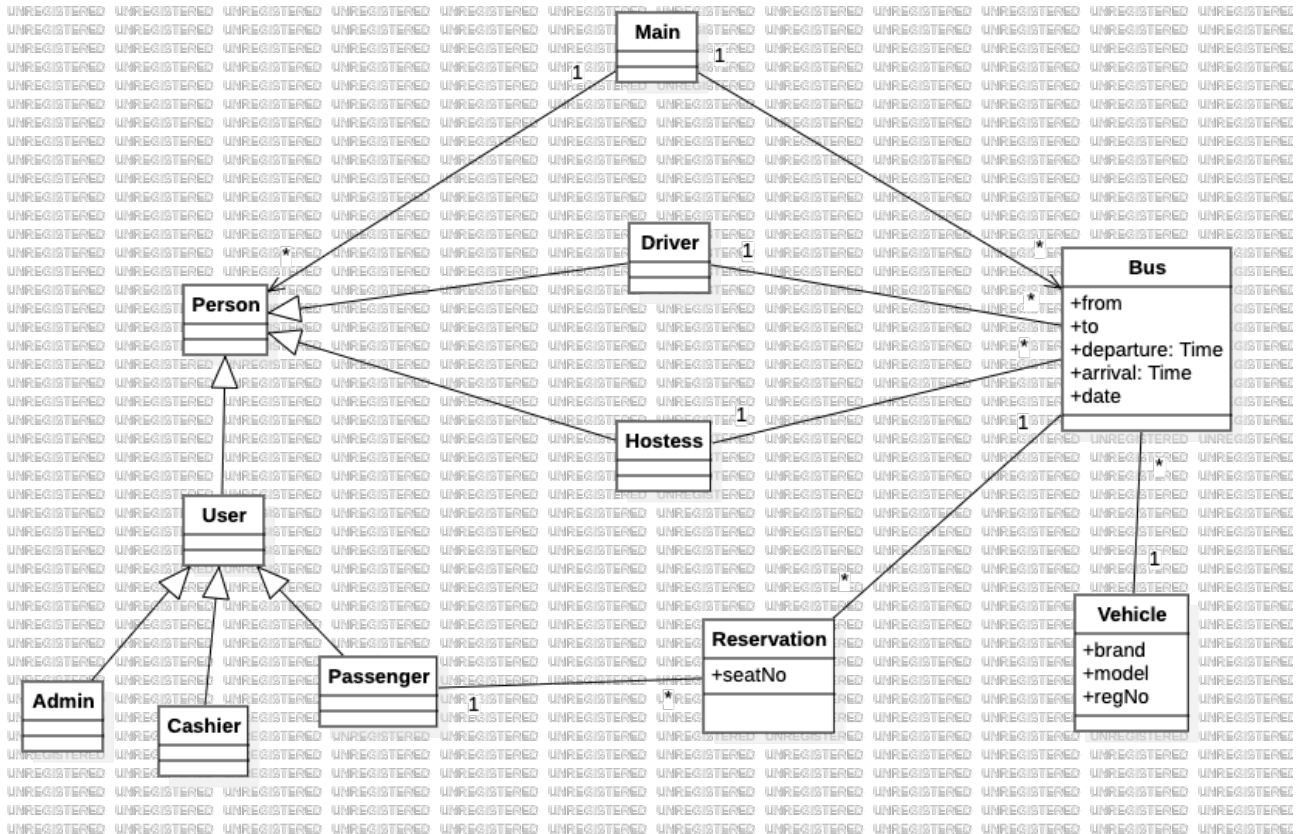 Main
1
1
*
*
Driver
1
*
Bus
+from
+to
+departure: Time
+arrival: Time
+date
Person
*
Hostess
1
1
User
*
*
1
Reservation
+seatNo
Vehicle
+brand
+model
+regNo
Passenger
1
*
Admin
Cashier
UNREGISTERED